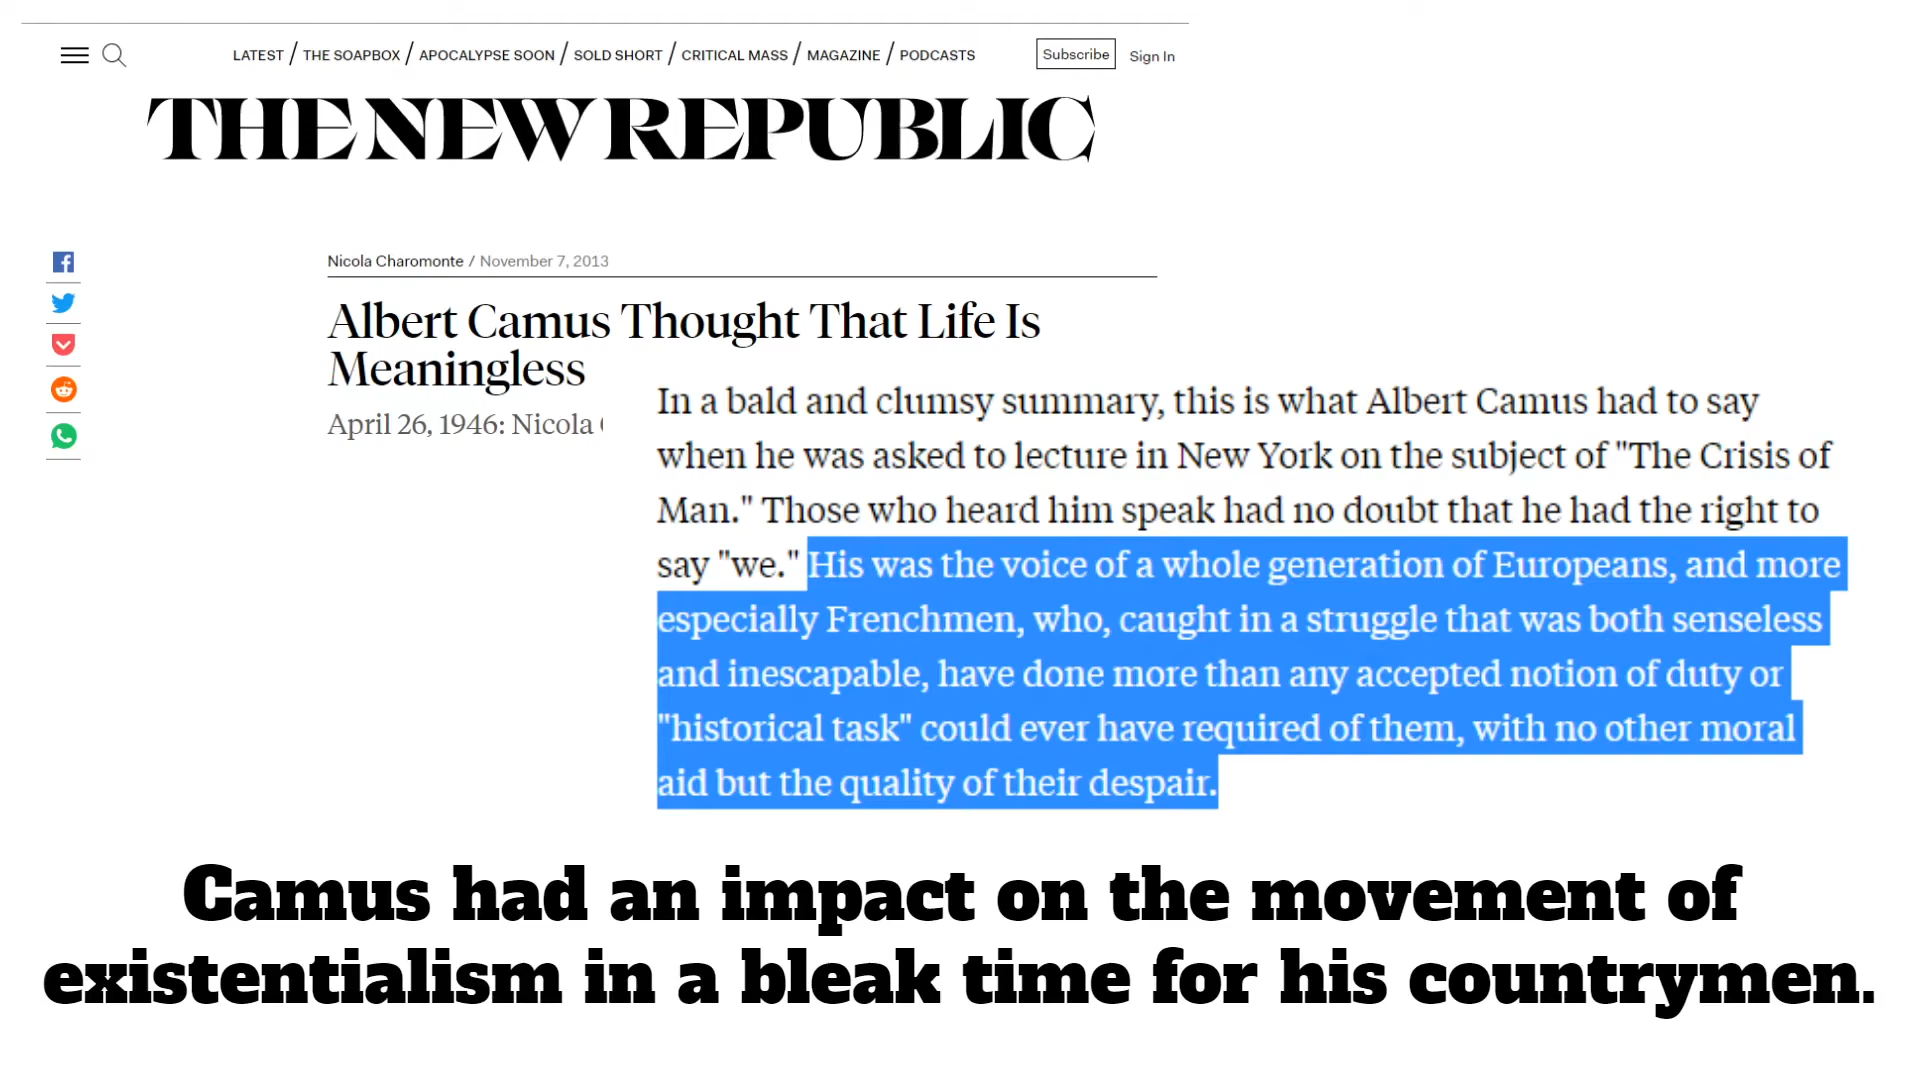 LATEST / THE SOAPBOX / APOCALYPSE SOON / SOLD SHORT / CRITICAL MASS / MAGAZINE / PODCASTS
Subscribe
Sign In
THE NEW REPUBLIC
Nicola Charomonte / November 7, 2013
Albert Camus Thought That Life Is
Meaningless
April 26, 1946: Nicola
In a bald and clumsy summary, this is what Albert Camus had to say
when he was asked to lecture in New York on the subject of "The Crisis of
Man." Those who heard him speak had no doubt that he had the right to
say "we." His was the voice of a whole generation of Europeans, and more
especially Frenchmen, who, caught in a struggle that was both senseless
and inescapable, have done more than any accepted notion of duty or
"historical task" could ever have required of them, with no other moral
aid but the quality of their despair.
Camus had an impact on the movement of
existentialism in a bleak time for his countrymen.